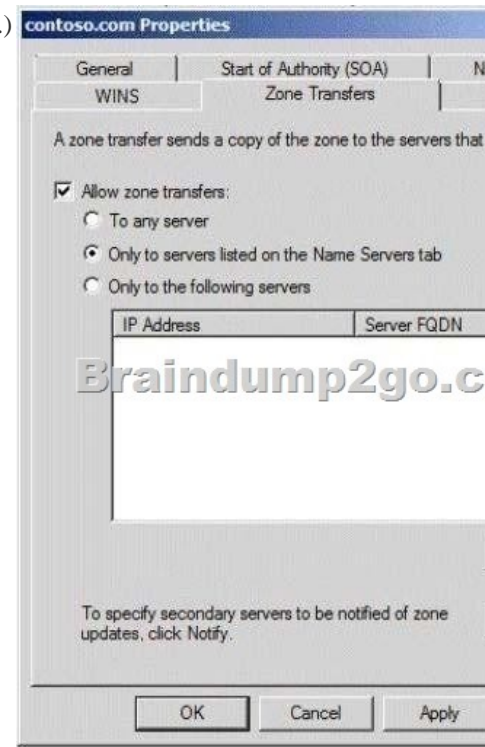 .)
contoso.com Properties
General
Start of Authority (SOA)
N
WINS
Zone Transfers
A zone transfer sends a copy of the zone to the servers that
Allow zone transfers:
To any server
Only to servers listed on the Name Servers tab
Only to the following servers
IP Address
Server FQDN
Braindump2go.c
To specify secondary servers to be notified of zone
updates, click Notify.
OK
Cancel
Apply